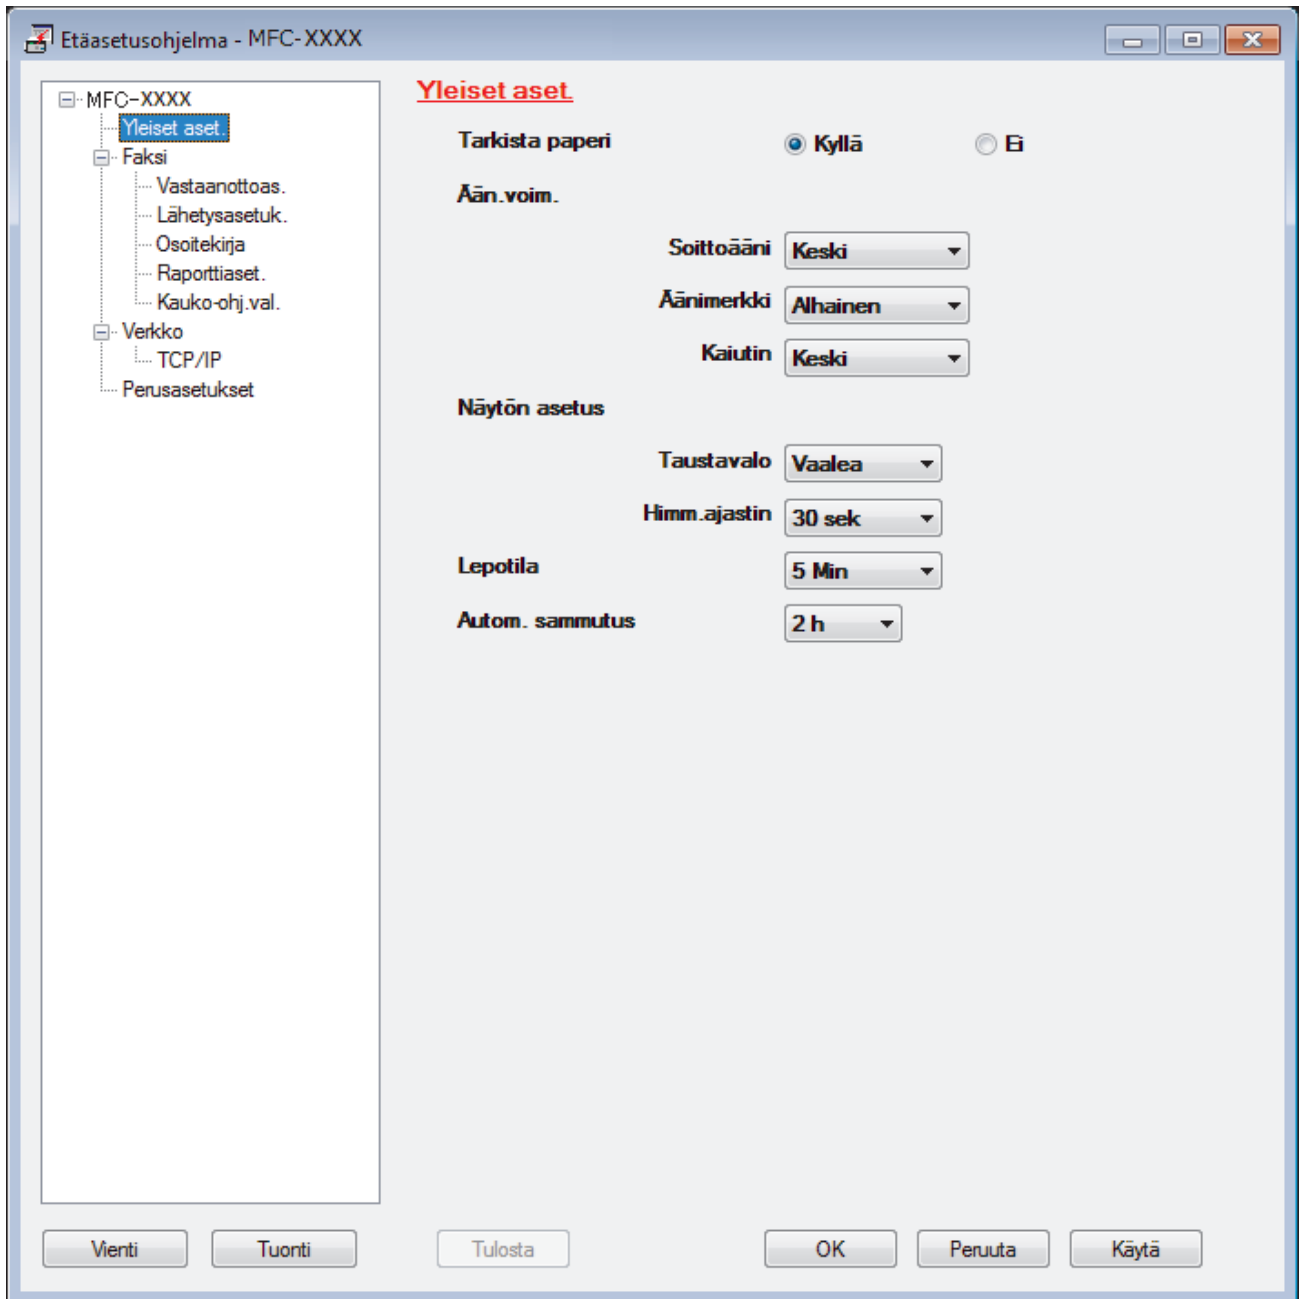 Etäasetusohjelma - MFC-XXXX
MFC-XXXX
Yleiset aset.
Faksi
Vastaanottoas.
Lähetysasetuk.
Osoitekirja
Raporttiaset.
Kauko-ohj.val.
Verkko
TCP/IP
Perusasetukset
Yleiset aset.
Tarkista paperi Kyllä Ei
Ään.voim.
Soittoääni Keski
Äänimerkki Alhainen
Kaiutin Keski
Näytön asetus
Taustavalo Vaalea
Himm.ajastin 30 sek
Lepotila 5 Min
Autom. sammutus 2 h
Vienti Tuonti Tulosta OK Peruuta Käytä